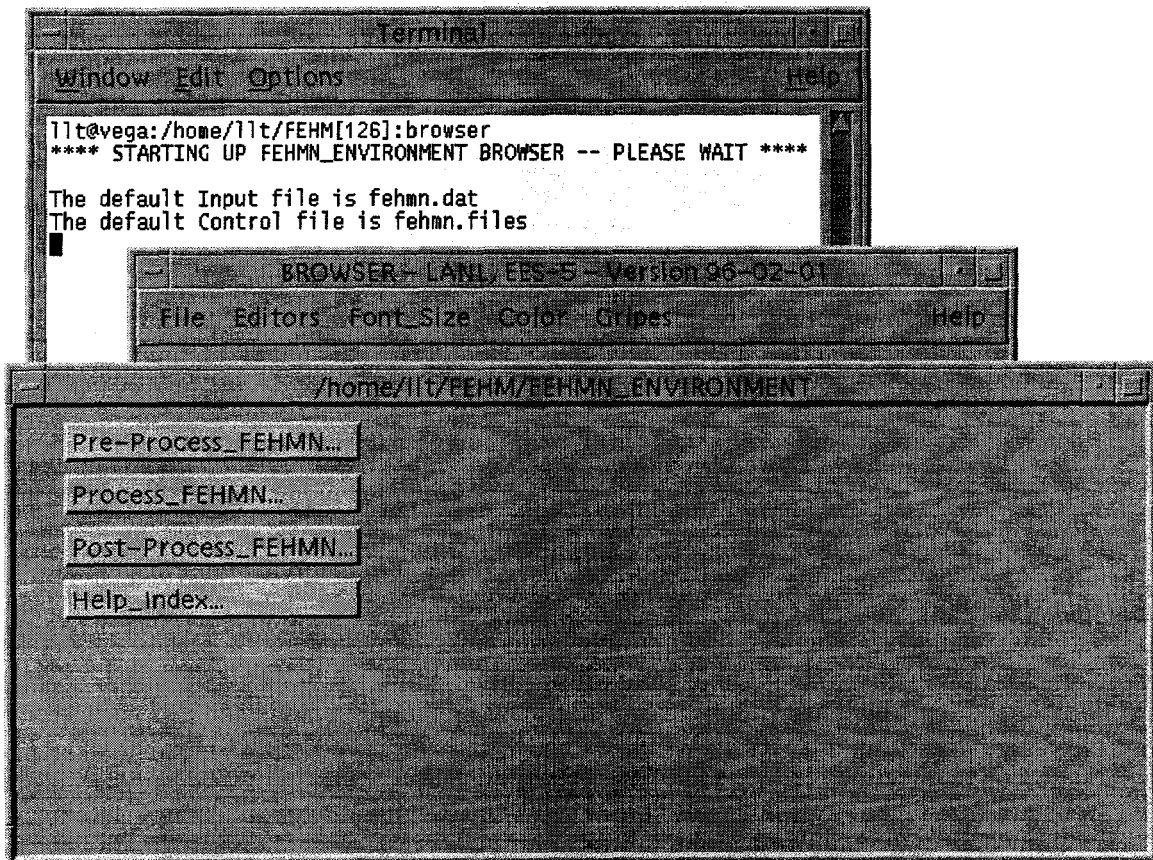 Terminal
Window Edit Options Help
llt@vega:/home/llt/FEHM[126]:browser
**** STARTING UP FEHMN_ENVIRONMENT BROWSER -- PLEASE WAIT ****
The default Input file is fehmn.dat
The default Control file is fehmn.files
BROWSER – LANL, EES-5 – Version 96-02-01
File Editors Font_Size Color Gripes Help
/home/llt/FEHM/FEHMN_ENVIRONMENT
Pre-Process_FEHMN...
Process_FEHMN...
Post-Process_FEHMN...
Help_Index...